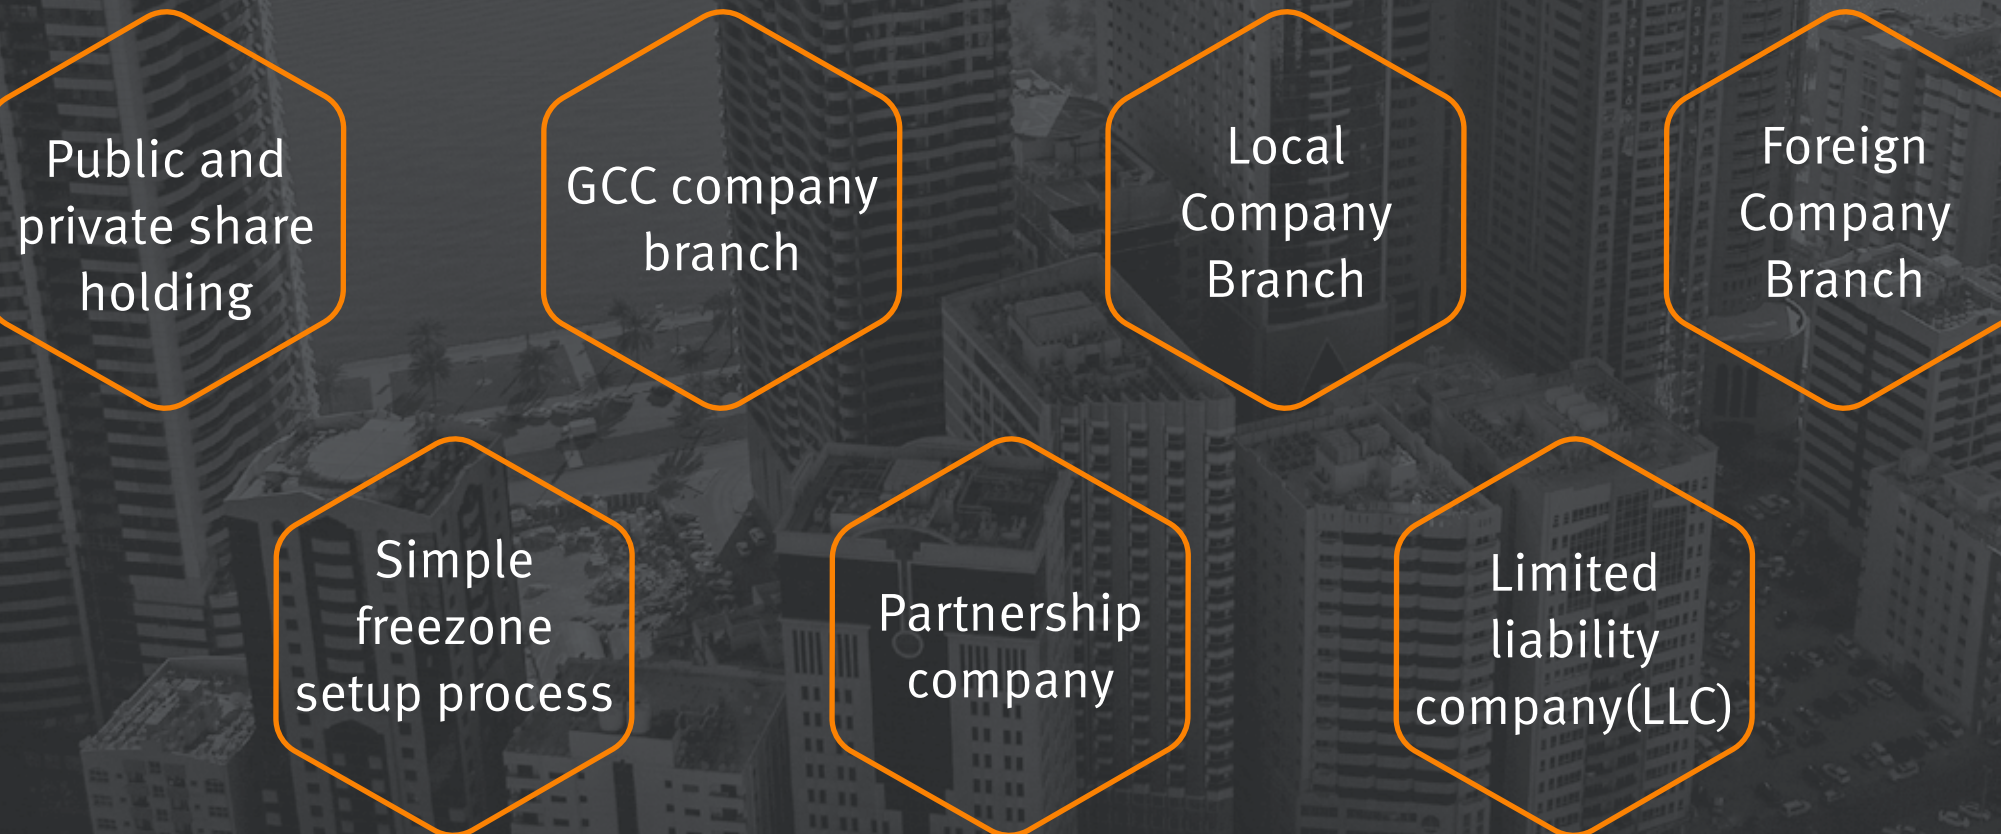 Public and
private share
holding
GCC company
branch
Local
Company
Branch
Foreign
Company
Branch
Simple
freezone
setup process
Partnership
company
Limited
liability
company(LLC)